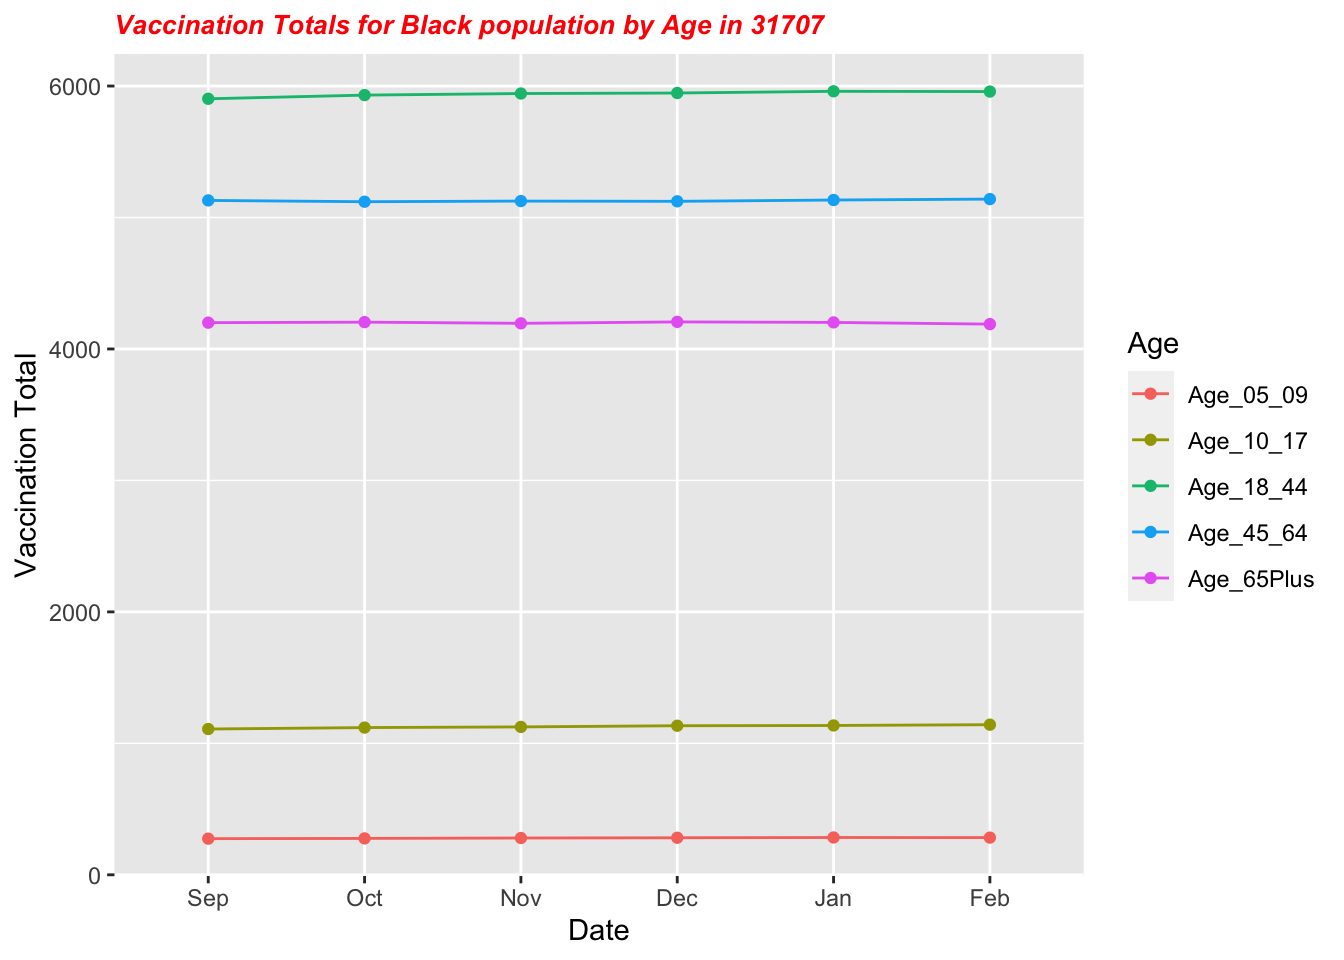 Vaccination Totals for Black population by Age in 31707
6000
4000
2000
0
Vaccination Total
Sep Oct Nov Dec Jan Feb
Date
Age
Age_05_09
Age_10_17
Age_18_44
Age_45_64
Age_65Plus